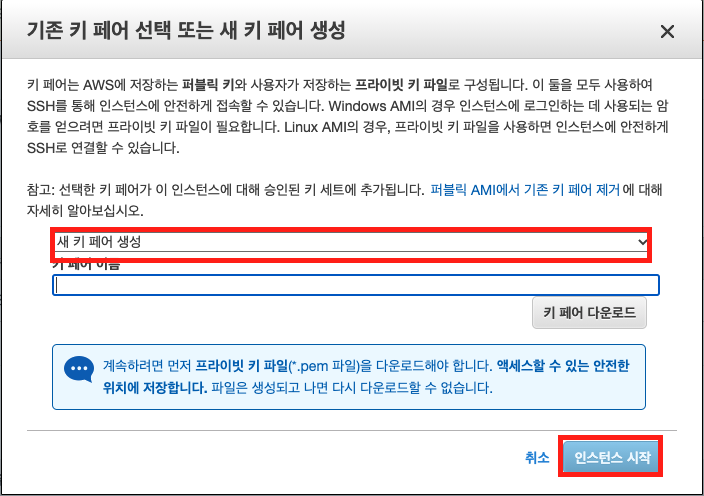 기존 키 페어 선택 또는 새 키 페어 생성
키 페어는 AWS에 저장하는 퍼블릭 키와 사용자가 저장하는 프라이빗 키 파일로 구성됩니다. 이 둘을 모두 사용하여
SSH를 통해 인스턴스에 안전하게 접속할 수 있습니다. Windows AMI의 경우 인스턴스에 로그인하는 데 사용되는 암
호를 얻으려면 프라이빗 키 파일이 필요합니다. Linux AMI의 경우, 프라이빗 키 파일을 사용하면 인스턴스에 안전하게
SSH로 연결할 수 있습니다.
참고: 선택한 키 페어가 이 인스턴스에 대해 승인된 키 세트에 추가됩니다. 퍼블릭 AMI에서 기존 키 페어 제거 에 대해
자세히 알아보십시오.
새 키 페어 생성
키 페어 이름
키 페어 다운로드
계속하려면 먼저 프라이빗 키 파일(*.pem 파일)을 다운로드해야 합니다. 액세스할 수 있는 안전한
위치에 저장합니다. 파일은 생성되고 나면 다시 다운로드할 수 없습니다.
취소
인스턴스 시작